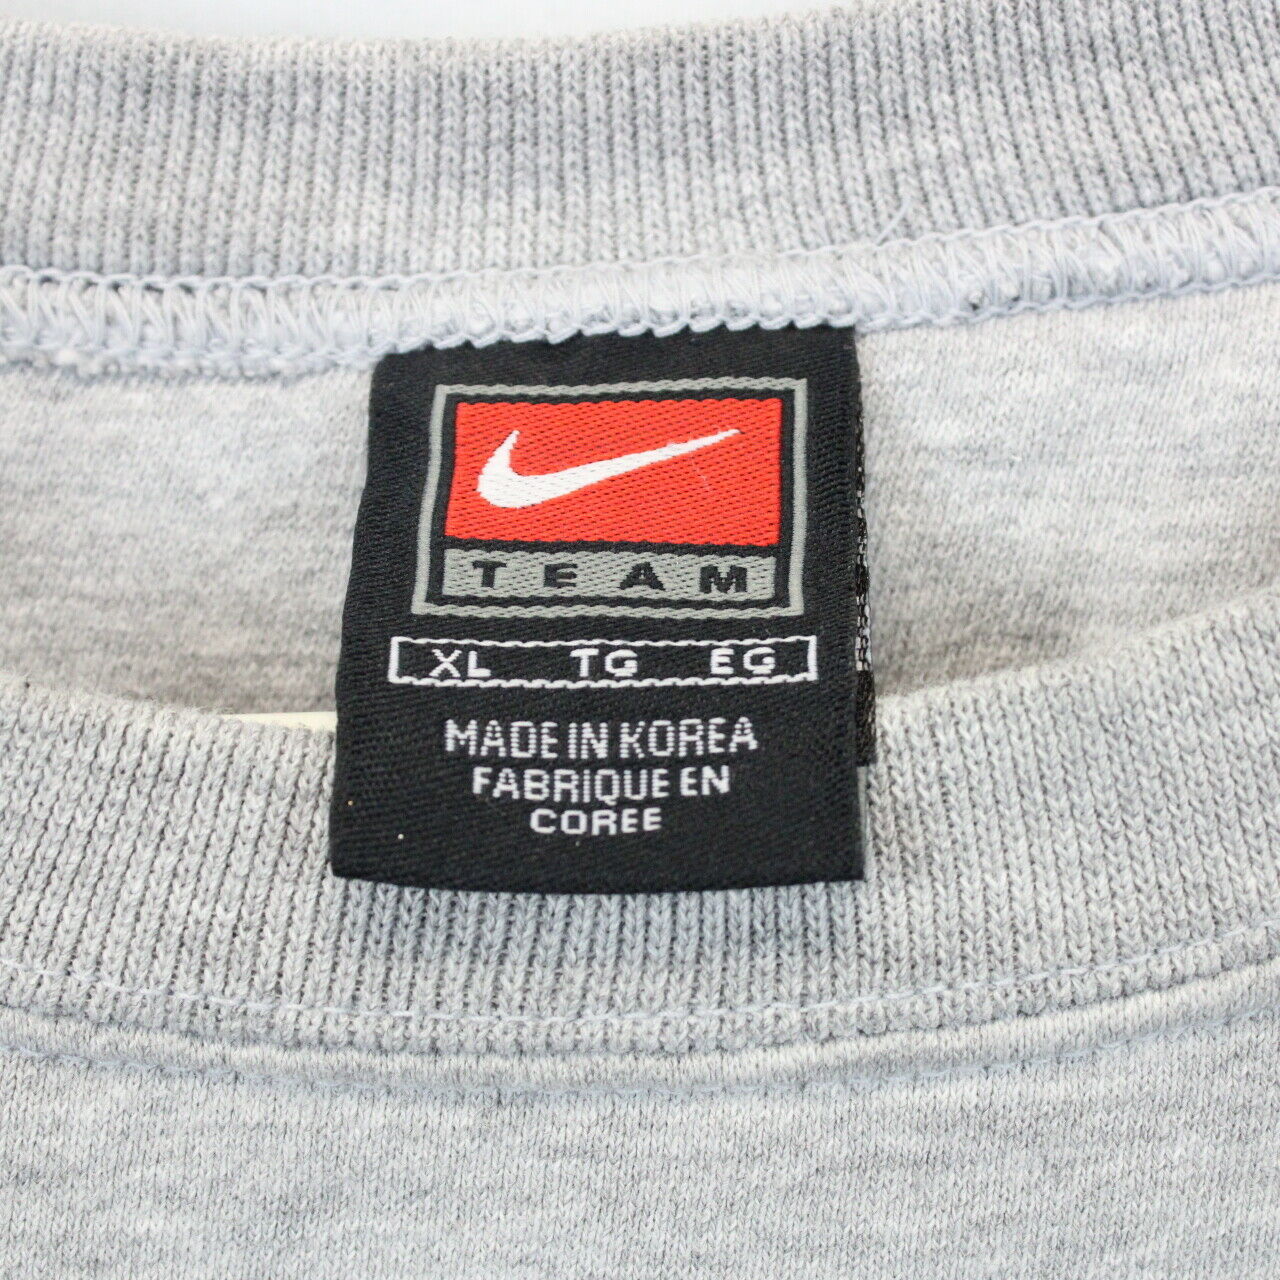 TEAM
XL TG EG
MADE IN KOREA
FABRIQUE EN
COREE